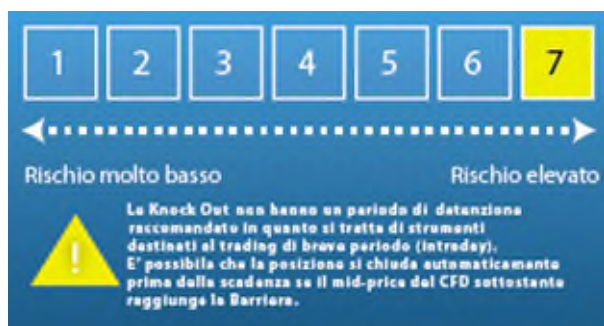 1 2 3 4 5 6 7
Rischio molto basso Rischio elevato
!
Le Knock Out non hanno un periodo di detenzione
raccomandato in quanto si tratta di strumenti
destinati al trading di breve periodo (intraday).
E' possibile che la posizione si chiuda automaticamente
prima della scadenza se il mid-price del CFD sottostante
raggiunge la Barriera.